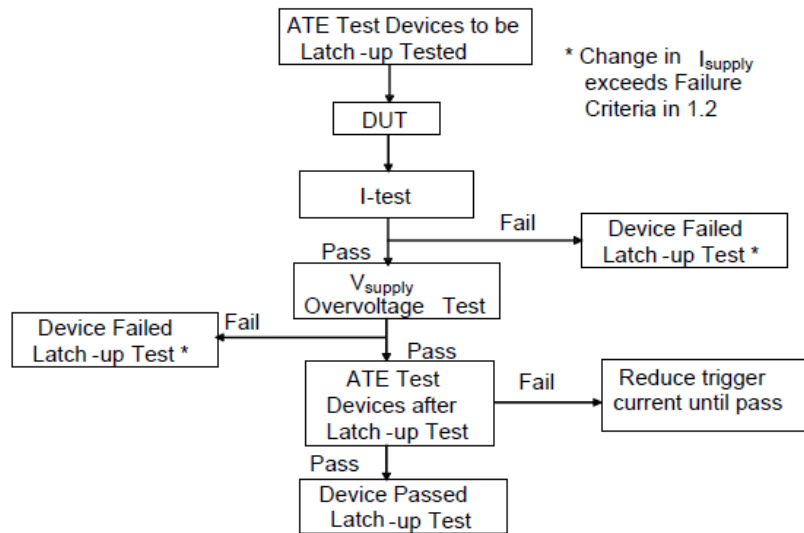 ATE Test Devices to be
Latch -up Tested
* Change in Isupply
exceeds Failure
Criteria in 1.2
DUT
I-test
Fail
Device Failed
Latch -up Test *
Pass
Vsupply
Overvoltage Test
Device Failed
Latch -up Test *
Fail
Pass
ATE Test
Devices after
Latch -up Test
Fail
Reduce trigger
current until pass
Pass
Device Passed
Latch -up Test